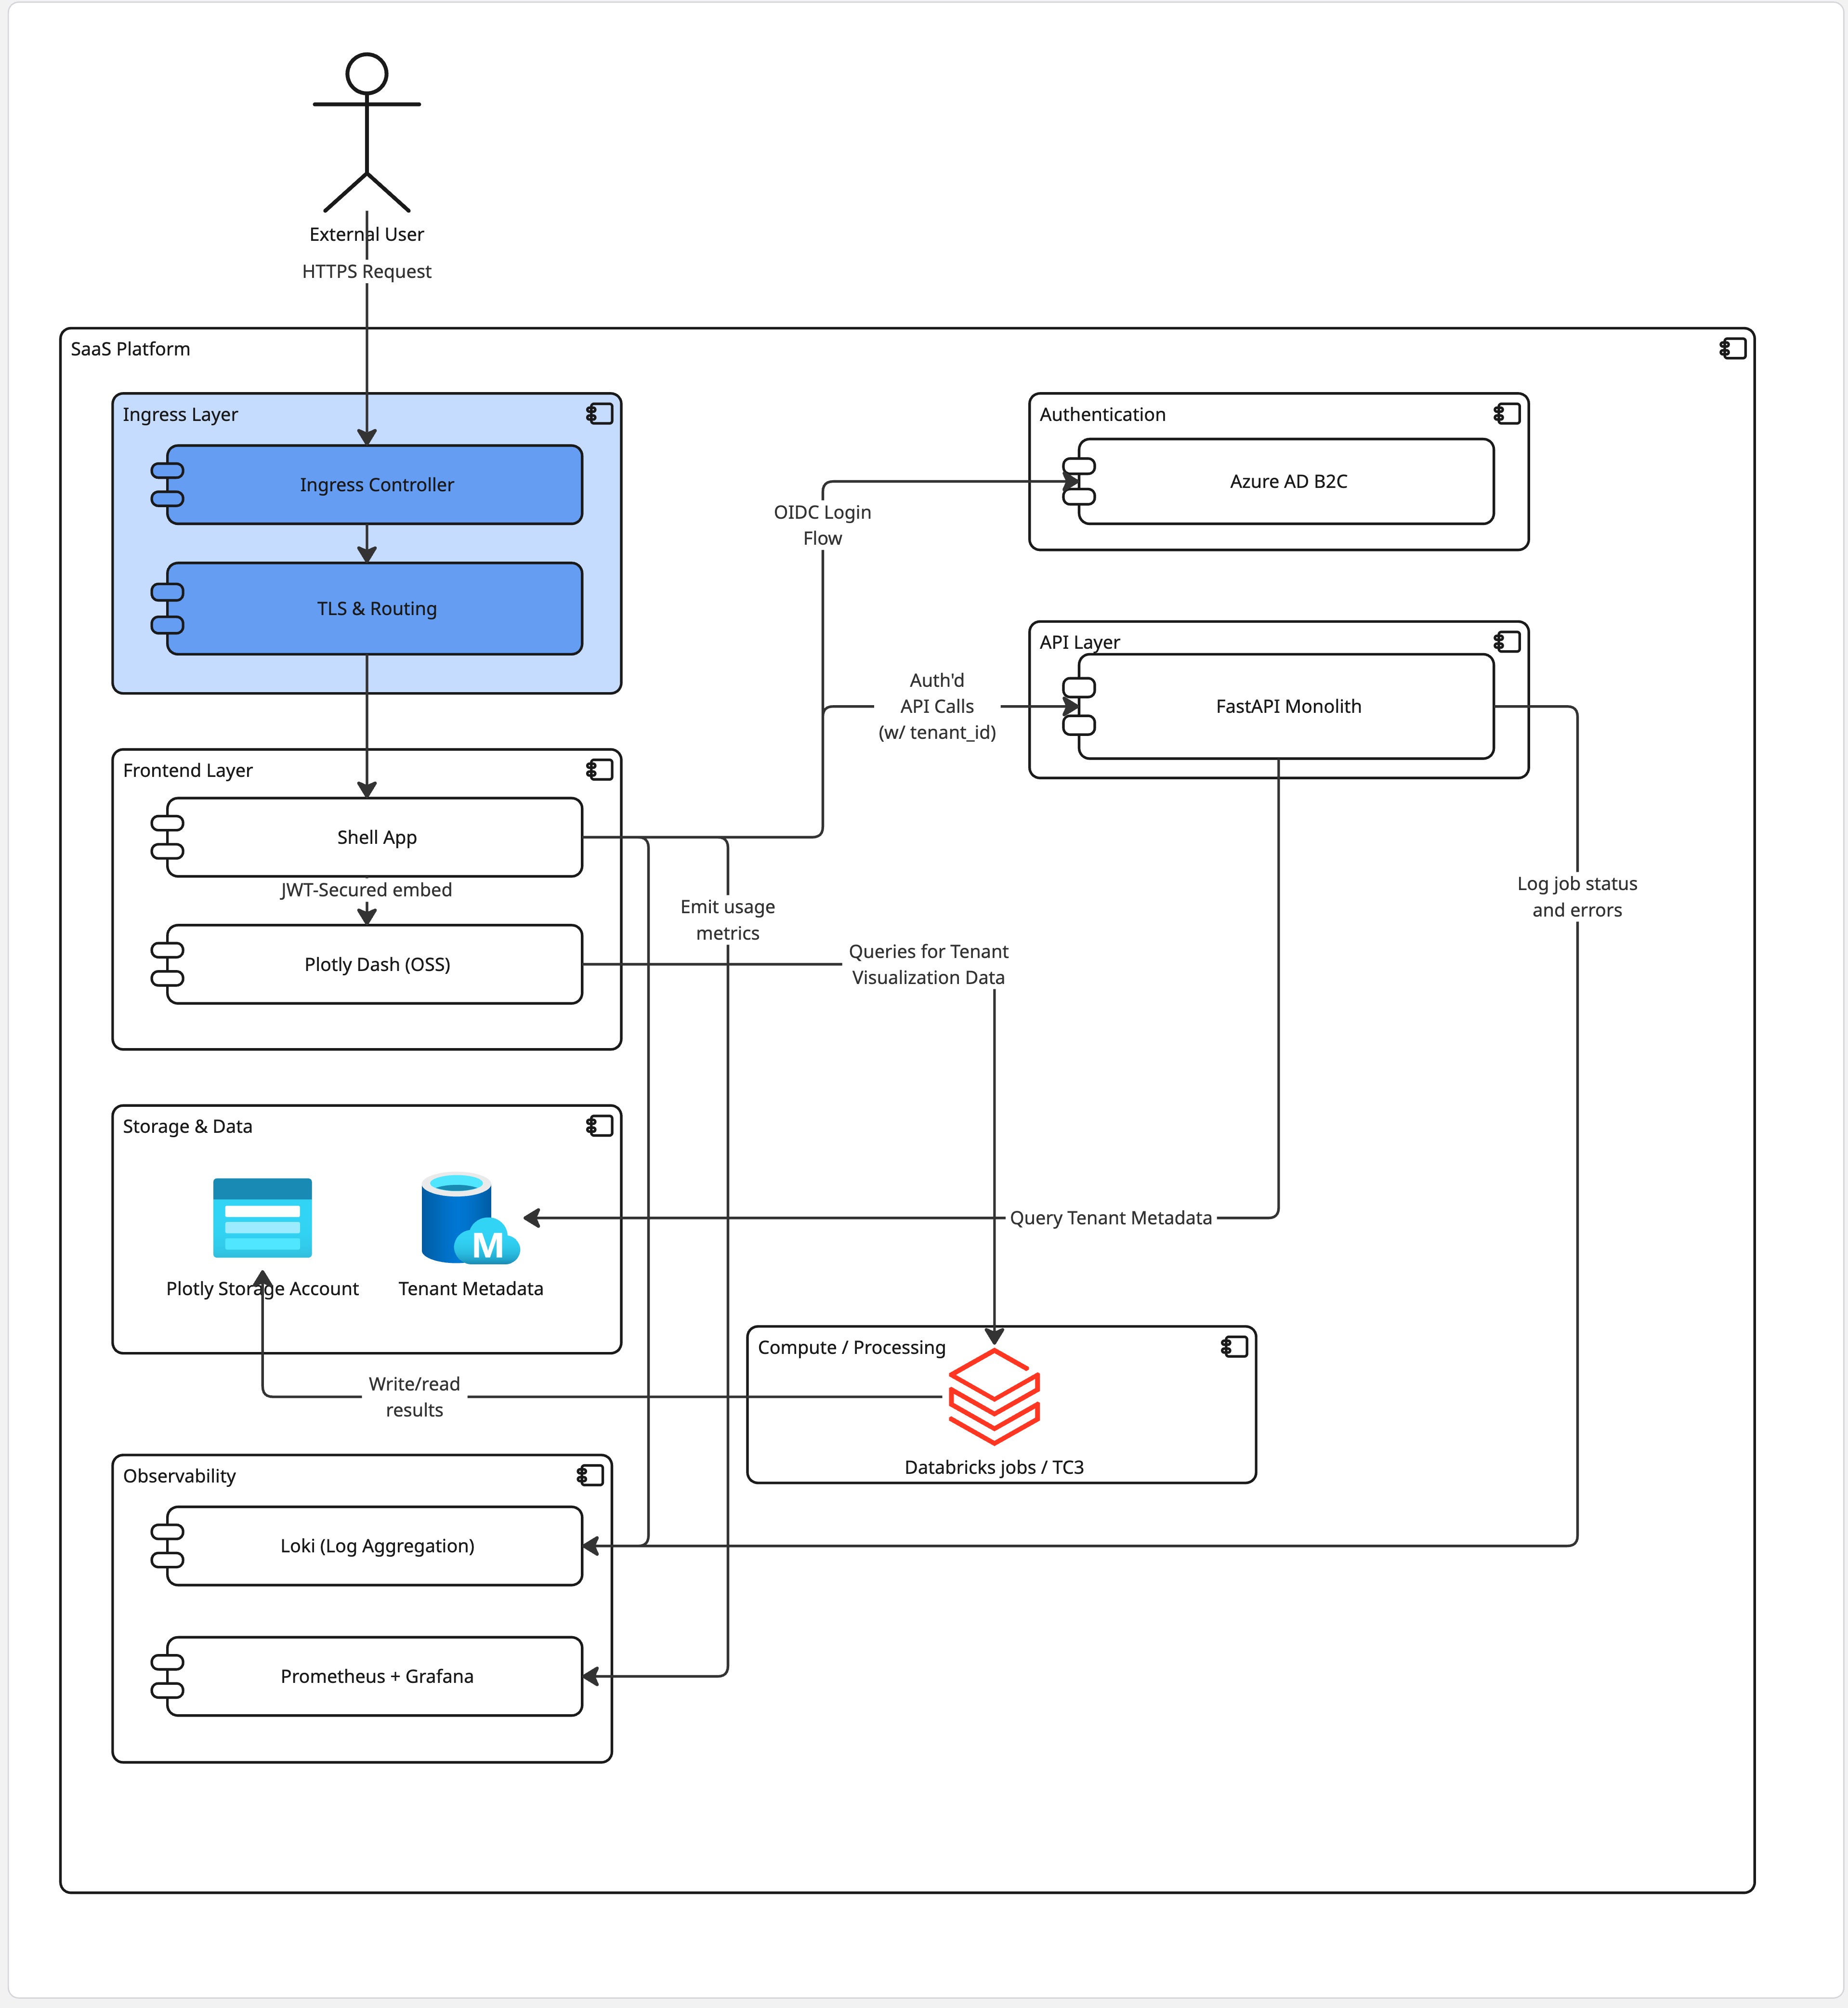 External User
HTTPS Request
SaaS Platform
Ingress Layer
Ingress Controller
TLS & Routing
Authentication
Azure AD B2C
OIDC Login
Flow
API Layer
FastAPI Monolith
Auth'd
API Calls
(w/ tenant_id)
Frontend Layer
Shell App
JWT-Secured embed
Plotly Dash (OSS)
Emit usage
metrics
Queries for Tenant
Visualization Data
Log job status
and errors
Storage & Data
M
Plotly Storage Account
Tenant Metadata
Query Tenant Metadata
Compute / Processing
Databricks jobs / TC3
Write/read
results
Observability
Loki (Log Aggregation)
Prometheus + Grafana